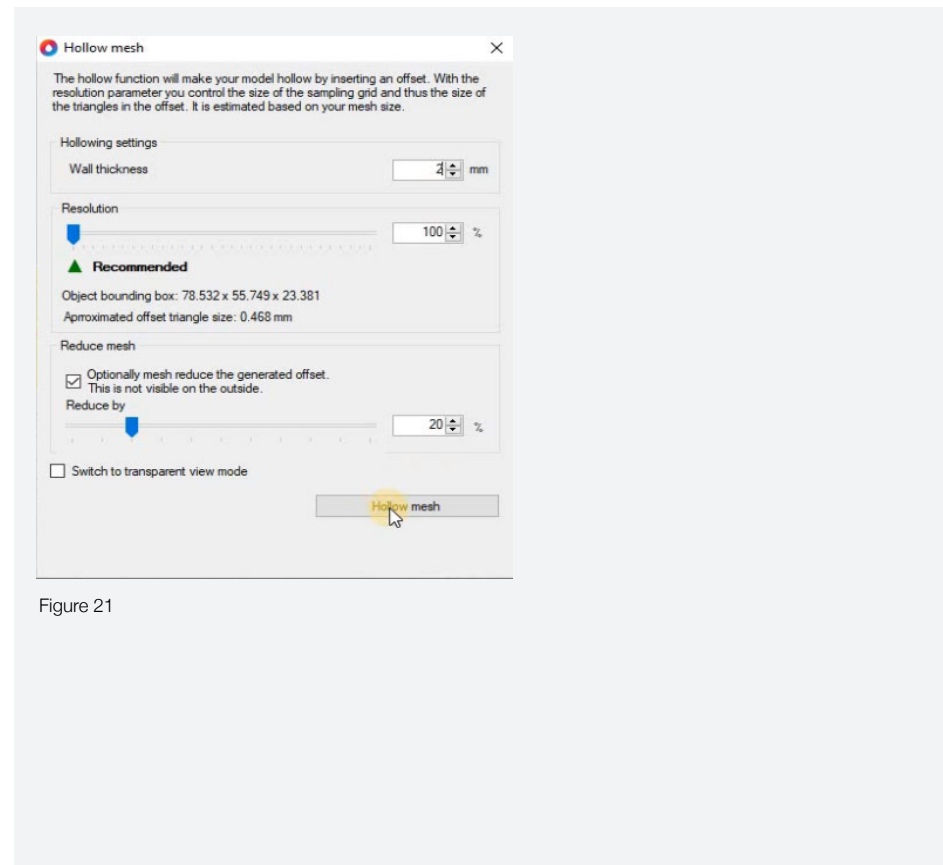 Hollow mesh
The hollow function will make your model hollow by inserting an offset. With the
resolution parameter you control the size of the sampling grid and thus the size of
the triangles in the offset. It is estimated based on your mesh size.
Hollowing settings
Wall thickness 2 mm
Resolution
100 %
Recommended
Object bounding box: 78.532 x 55.749 x 23.381
Aprroximated offset triangle size: 0.468 mm
Reduce mesh
Optionally mesh reduce the generated offset.
This is not visible on the outside.
Reduce by
20 %
Switch to transparent view mode
Hollow mesh
Figure 21